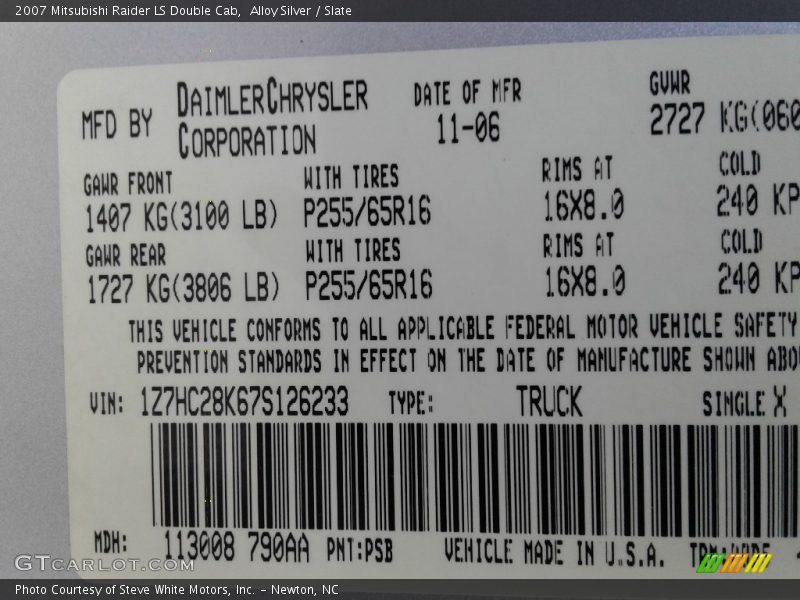 2007 Mitsubishi Raider LS Double Cab,  Alloy Silver / Slate
MFD BY DAIMLERCHRYSLER CORPORATION
DATE OF MFR
11-06
GVWR
2727 KG(060
GAWR FRONT WITH TIRES RIMS AT COLD
1407 KG(3100 LB) P255/65R16 16X8.0 240 KP
GAWR REAR WITH TIRES RIMS AT COLD
1727 KG(3806 LB) P255/65R16 16X8.0 240 KP
THIS VEHICLE CONFORMS TO ALL APPLICABLE FEDERAL MOTOR VEHICLE SAFETY
PREVENTION STANDARDS IN EFFECT ON THE DATE OF MANUFACTURE SHOWN ABO
VIN: 1Z7HC28K67S126233 TYPE: TRUCK SINGLE X
MDH: 113008 790AA PNT:PSB VEHICLE MADE IN U.S.A.
GTCARLOT.COM
Photo Courtesy of Steve White Motors, Inc. – Newton, NC